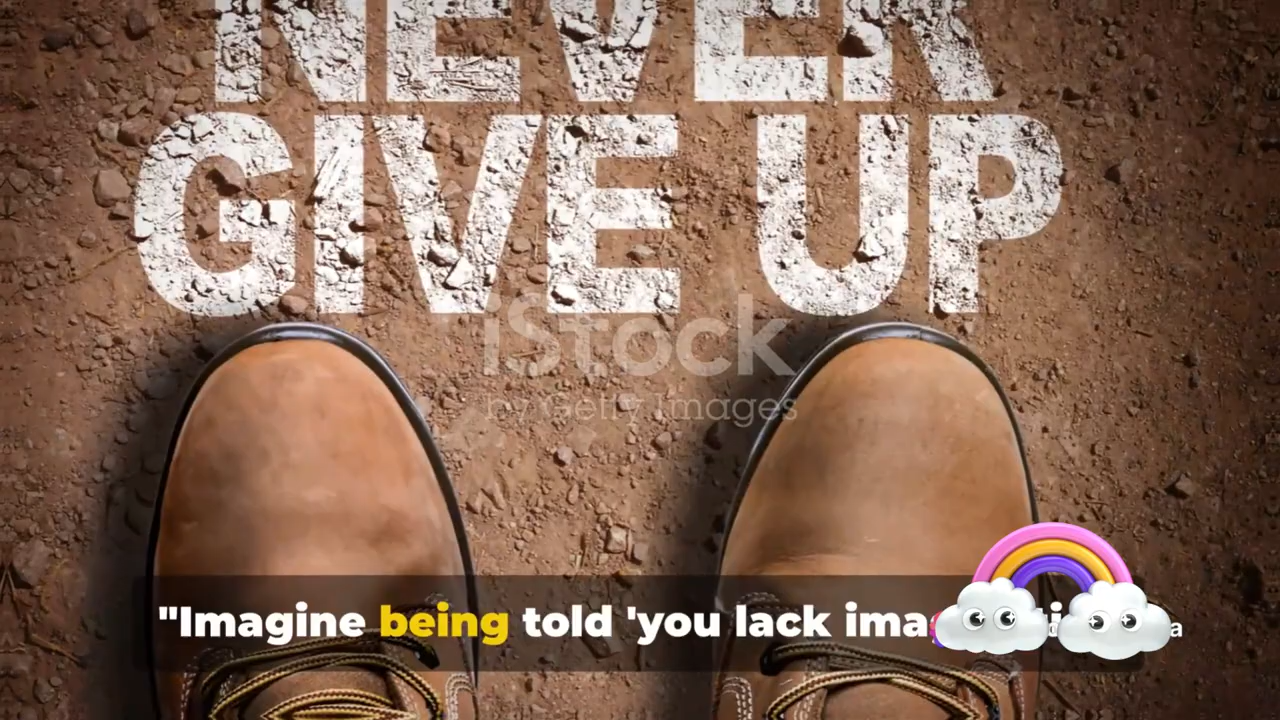 NEVER
GIVE UP
iStock
by Getty Images
"Imagine being told 'you lack